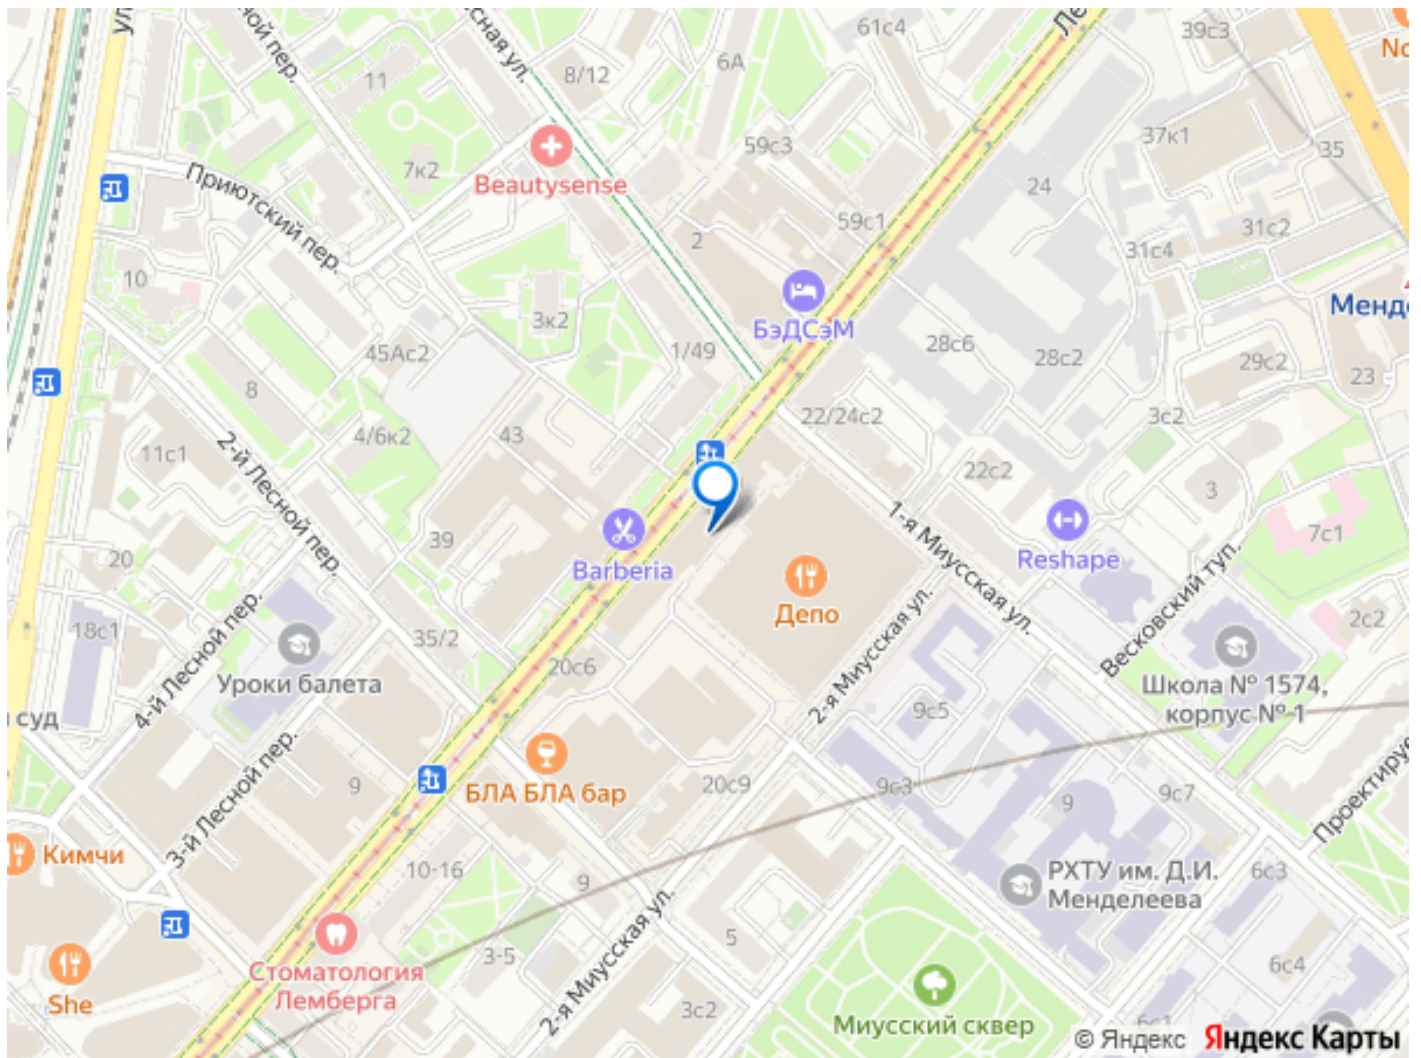 61с4
39с3
ной пер.
сная ул.
8/12
6А
11
37к1
35
59с3
7к2
Beautysense
24
Приютский пер.
59с1
31с2
2
31с4
10
БэДСэМ
3к2
28с6
28с2
1/49
45Ас2
29с2
23
8
22/24с2
3с2
4/6к2
43
11с1
2-й Лесной пер.
22с2
3
1-я Миусская ул.
7с1
39
20
Barberia
Reshape
Депо
Весковский туп.
2с2
18с1
4-й Лесной пер.
35/2
2-я Миусская ул.
20с6
Уроки балета
Школа № 1574,
корпус № 1
9с5
суд
3-й Лесной пер.
9
БЛА БЛА бар
20с9
9с3
9
9с7
Кимчи
10-16
9
РХТУ им. Д.И.
Менделеева
6с3
5
3-5
2-я Миусская ул.
Стоматология
Лемберга
She
6с4
3с2
Миусский сквер
6с1
© Яндекс Яндекс Карты